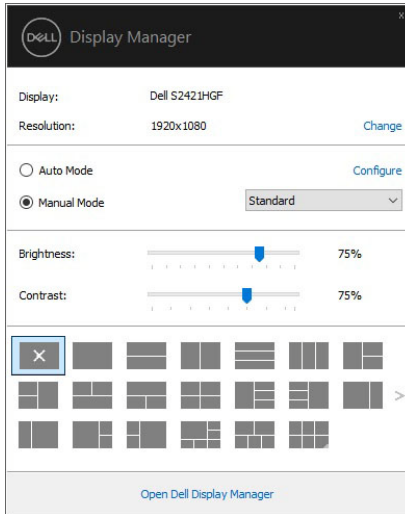 x
DELL Display Manager
Display: Dell S2421HGF
Resolution: 1920x1080 Change
Auto Mode Configure
Manual Mode Standard
Brightness: 75%
Contrast: 75%
Open Dell Display Manager